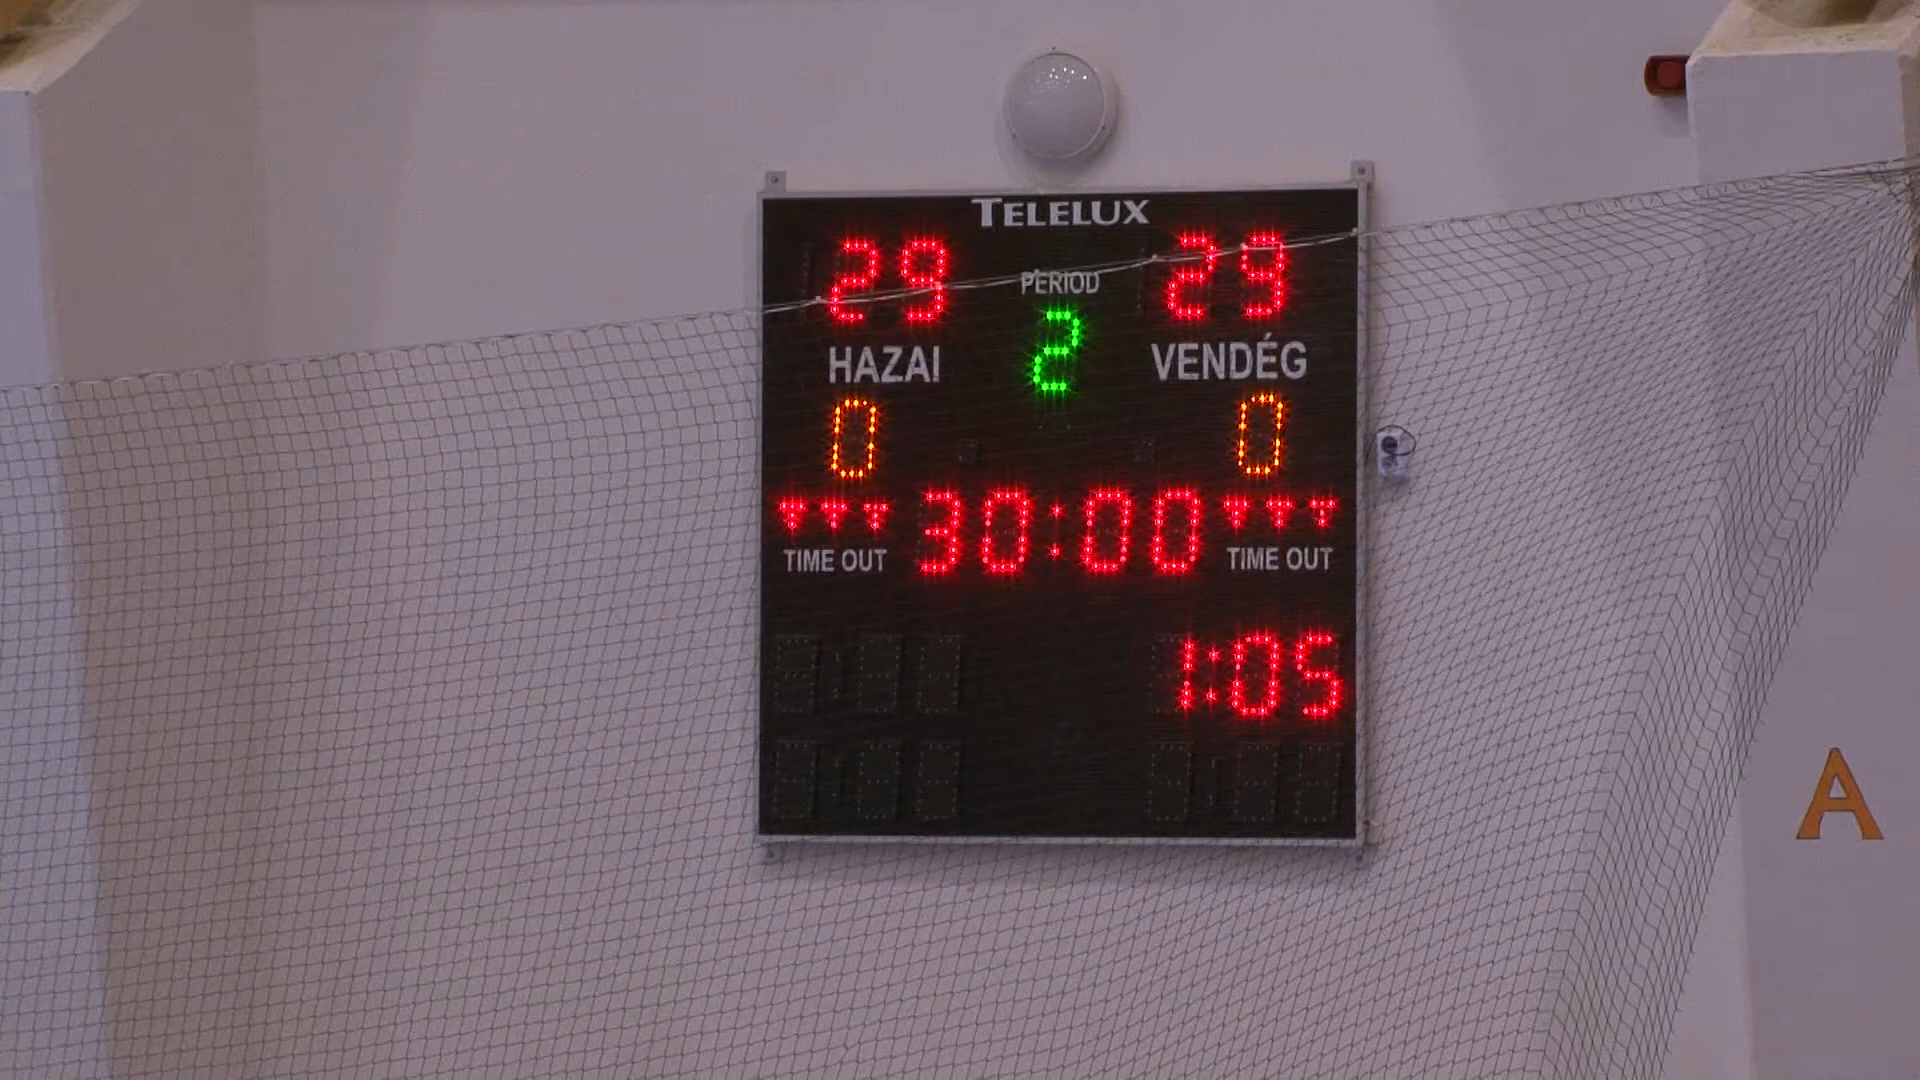 TELELUX
29 PERIOD 29
2
HAZAI VENDÉG
0 0
30:00
TIME OUT TIME OUT
1:05
A